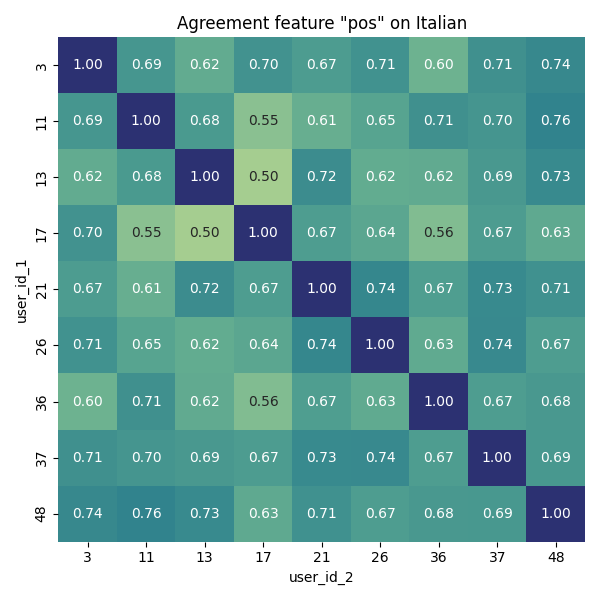 Agreement feature "pos" on Italian
3 1.00 0.69 0.62 0.70 0.67 0.71 0.60 0.71 0.74
11 0.69 1.00 0.68 0.55 0.61 0.65 0.71 0.70 0.76
13 0.62 0.68 1.00 0.50 0.72 0.62 0.62 0.69 0.73
17 0.70 0.55 0.50 1.00 0.67 0.64 0.56 0.67 0.63
21 0.67 0.61 0.72 0.67 1.00 0.74 0.67 0.73 0.71
26 0.71 0.65 0.62 0.64 0.74 1.00 0.63 0.74 0.67
36 0.60 0.71 0.62 0.56 0.67 0.63 1.00 0.67 0.68
37 0.71 0.70 0.69 0.67 0.73 0.74 0.67 1.00 0.69
48 0.74 0.76 0.73 0.63 0.71 0.67 0.68 0.69 1.00
3 11 13 17 21 26 36 37 48
user_id_2
user_id_1